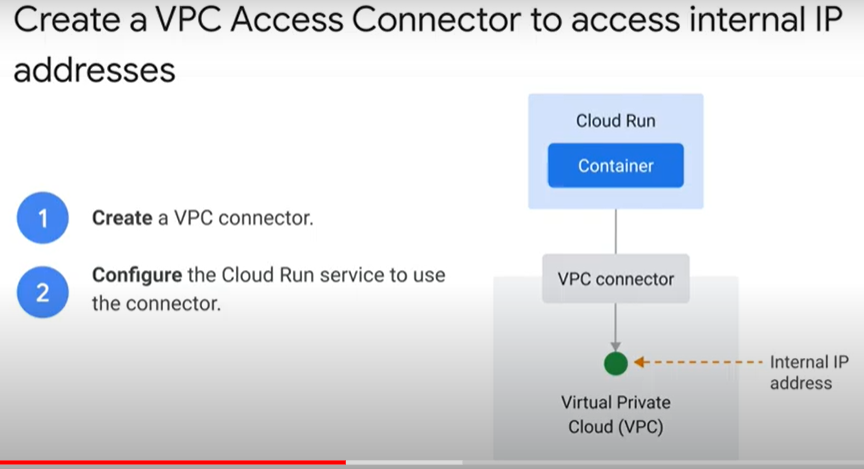 Create a VPC Access Connector to access internal IP
addresses
Cloud Run
Container
1
Create a VPC connector.
2
Configure the Cloud Run service to use
the connector.
VPC connector
Internal IP
address
Virtual Private
Cloud (VPC)